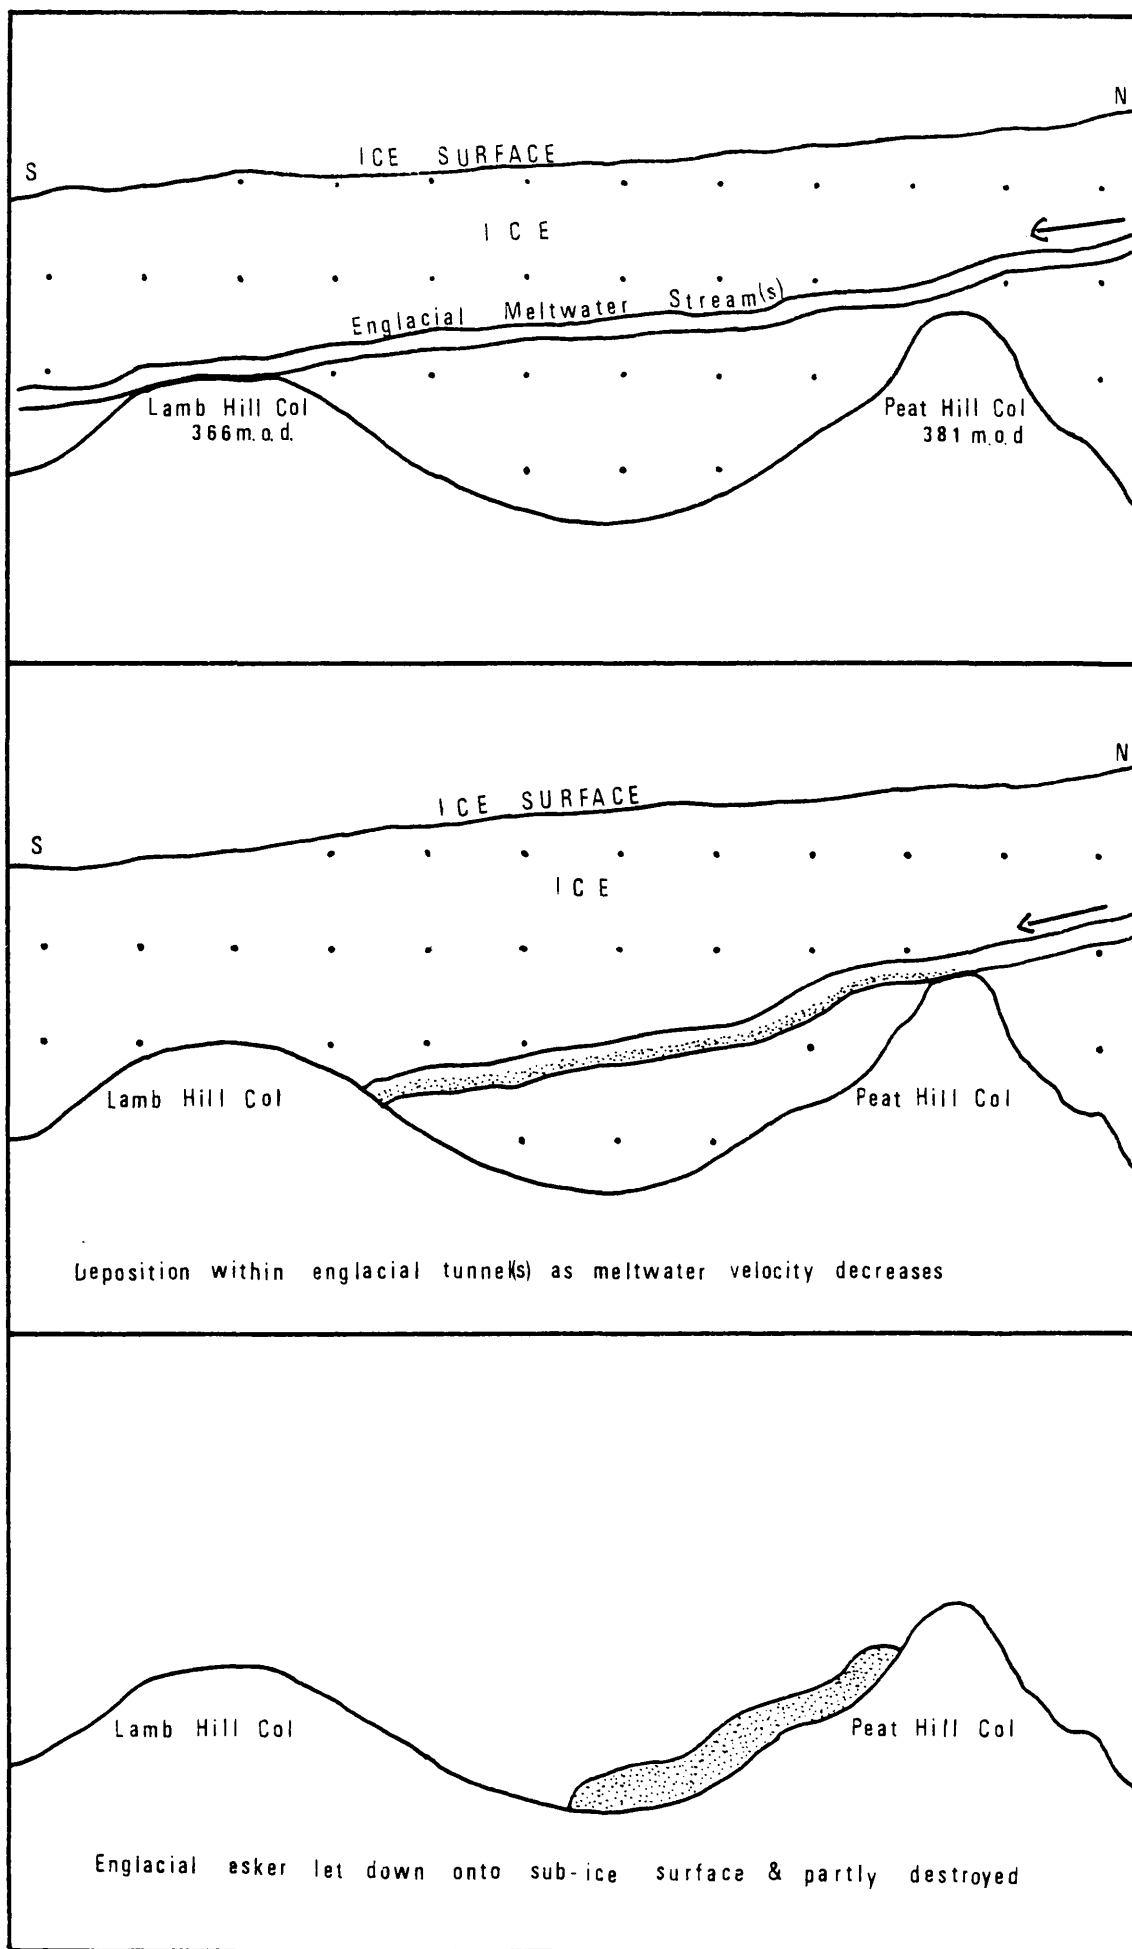 N
S
ICE SURFACE
ICE
Englacial Meltwater Stream(s)
Lamb Hill Col
366m.o.d.
Peat Hill Col
381 m.o.d
N
ICE SURFACE
S
ICE
Lamb Hill Col
Peat Hill Col
Deposition within englacial tunnel(s) as meltwater velocity decreases
Lamb Hill Col
Peat Hill Col
Englacial esker let down onto sub-ice surface & partly destroyed